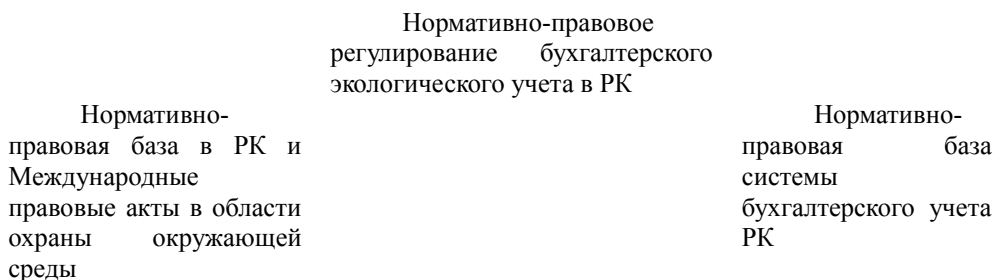 Нормативно-правовое
регулирование бухгалтерского
экологического учета в РК
Нормативно-
правовая база в РК и
Международные
правовые акты в области
охраны окружающей
среды
Нормативно-
правовая база
системы
бухгалтерского учета
РК